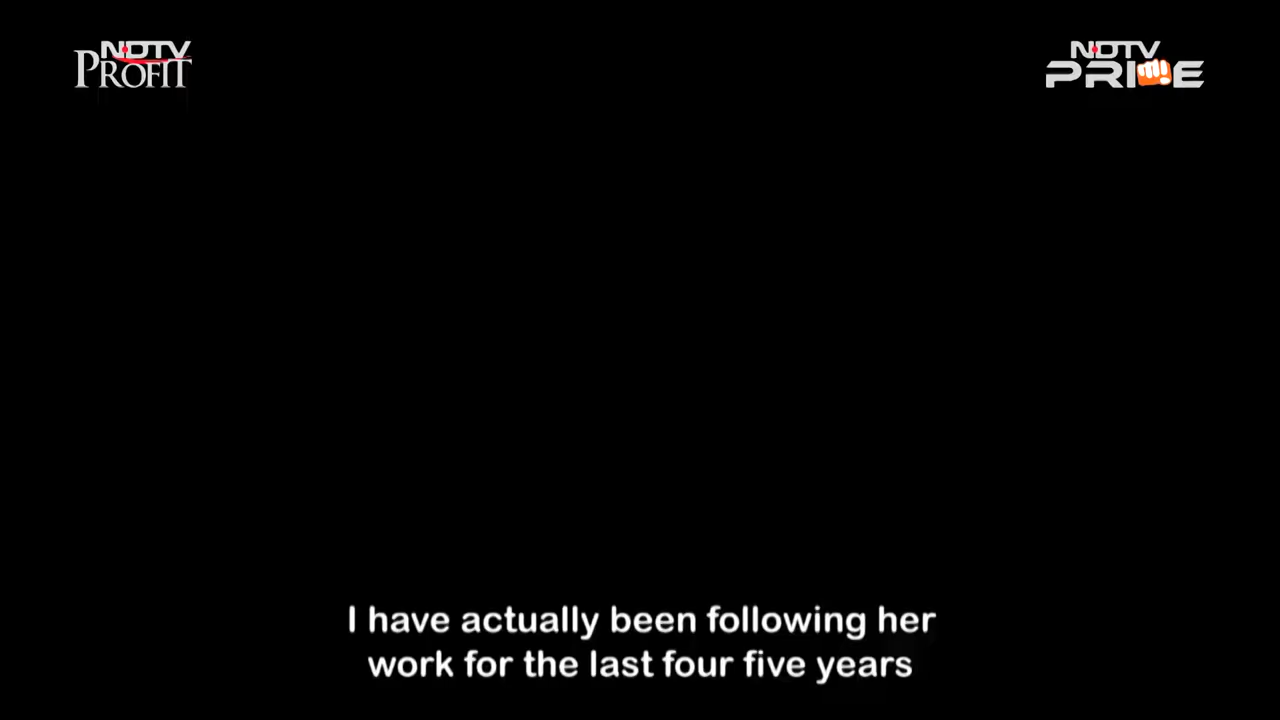 NDTV
PROFIT
NDTV
PRIME
I have actually been following her
work for the last four five years